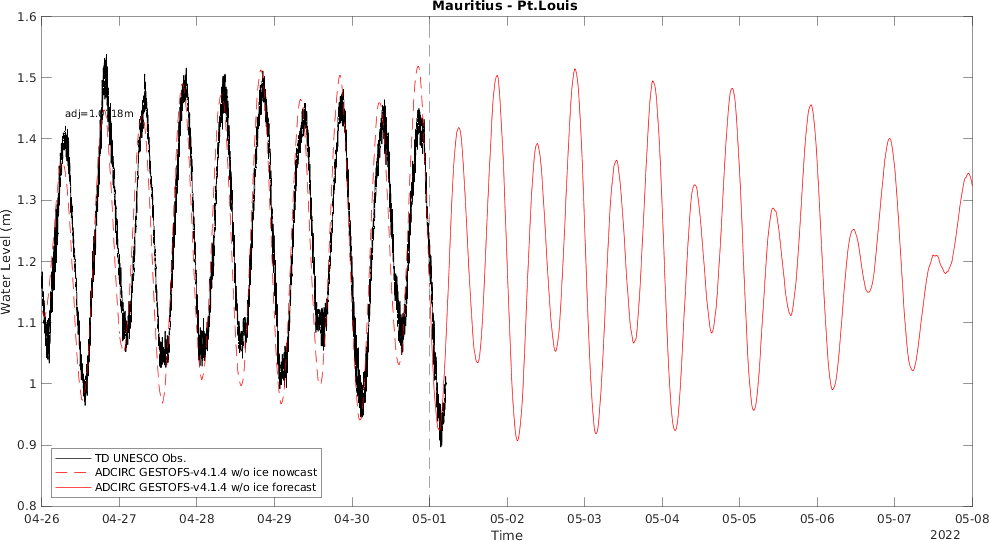 Mauritius - Pt.Louis
1.6
1.5
1.4
1.3
1.2
1.1
1
0.9
0.8
Water Level (m)
TD UNESCO Obs.
ADCIRC GESTOFS-v4.1.4 w/o ice nowcast
ADCIRC GESTOFS-v4.1.4 w/o ice forecast
04-26 04-27 04-28 04-29 04-30 05-01 05-02 05-03 05-04 05-05 05-06 05-07 05-08
Time
2022